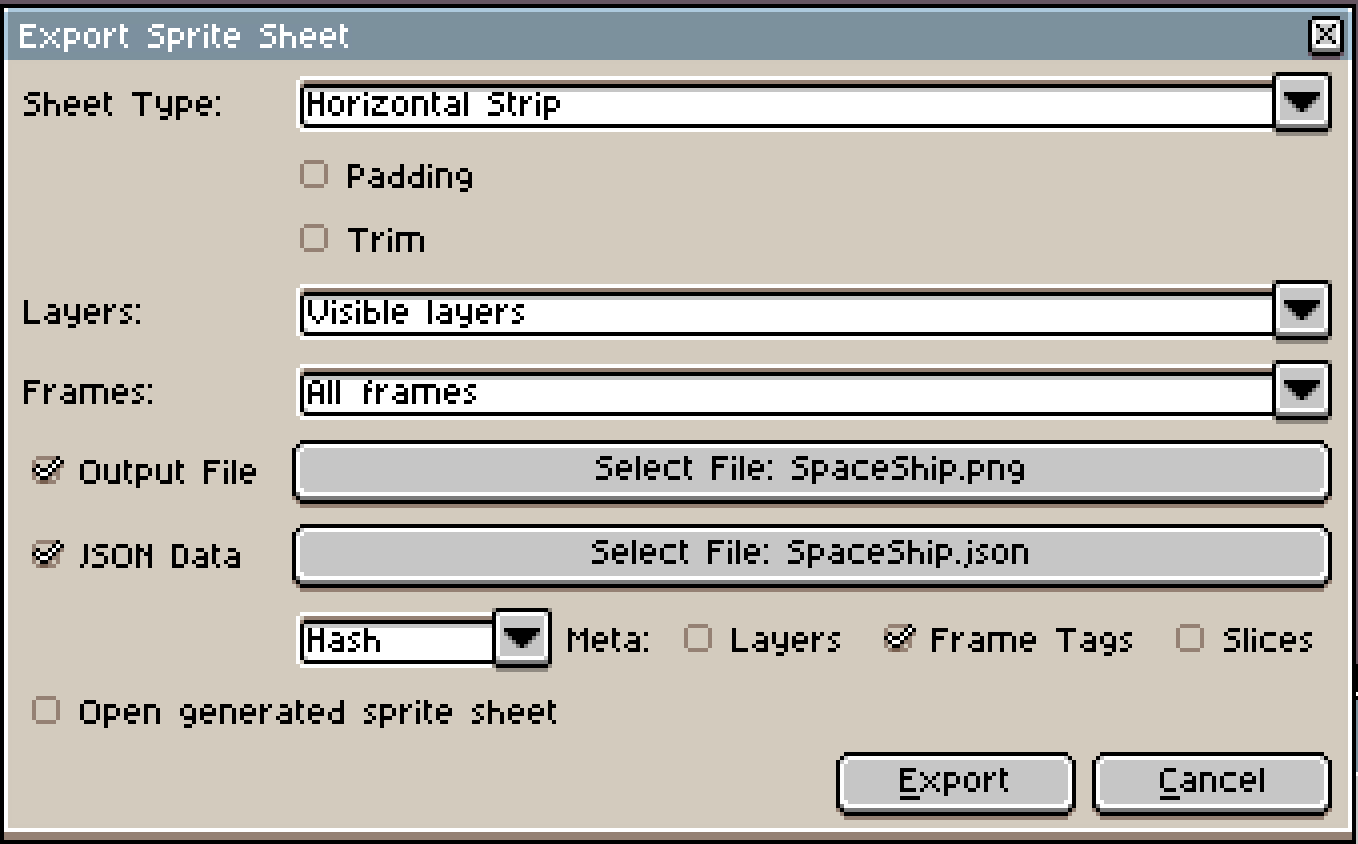 Export Sprite Sheet
Sheet Type: Horizontal Strip
Padding
Trim
Layers: Visible layers
Frames: All frames
Output File Select File: SpaceShip.png
JSON Data Select File: SpaceShip.json
Hash Meta: Layers Frame Tags Slices
Open generated sprite sheet
Export Cancel